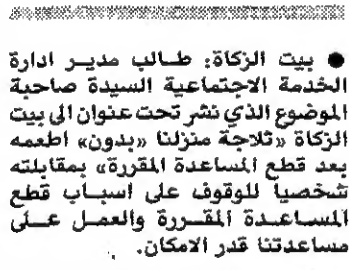 ● بيت الزكاة: طالب مدير ادارة
الخدمة الاجتماعية السيدة صاحبة
الموضوع الذي نشر تحت عنوان الى بيت
الزكاة «ثلاجة منزلنا «بدون» اطعمه
بعد قطع المساعدة المقررة» بمقابلته
شخصيا للوقوف على اسباب قطع
المساعدة المقررة والعمل على
مساعدتنا قدر الامكان.